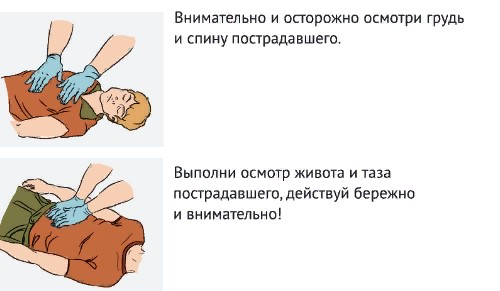 Внимательно и осторожно осмотри грудь
и спину пострадавшего.
Выполни осмотр живота и таза
пострадавшего, действуй бережно
и внимательно!